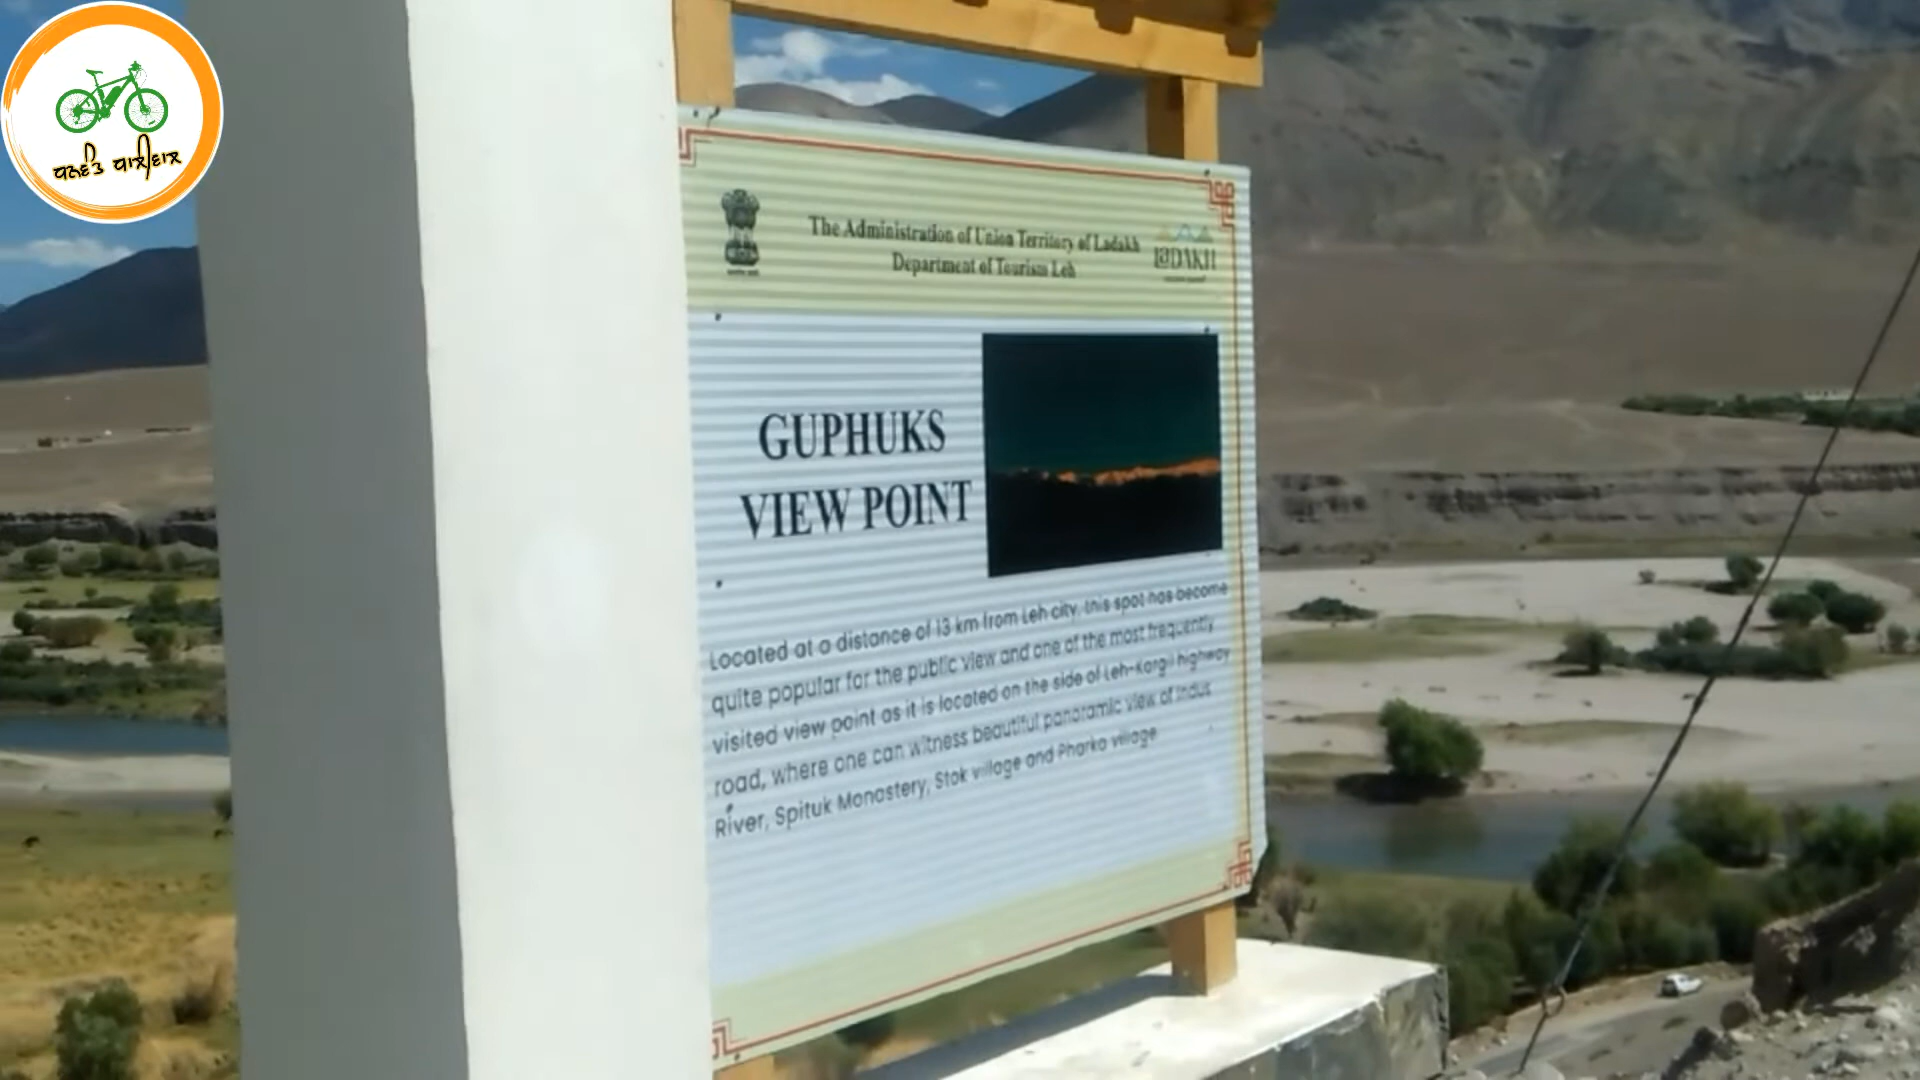 ਧਨਵੰਤ ਧਾਲੀਵਾਲ
The Administration of Union Territory of Ladakh
Department of Tourism Leh
LaDAKH
GUPHUKS
VIEW POINT
Located at a distance of 13 km from Leh city, this spot has become
quite popular for the public view and one of the most frequently
visited view point as it is located on the side of Leh-Kargil highway
road, where one can witness beautiful panoramic view of Indus
River, Spituk Monastery, Stok village and Pharka village